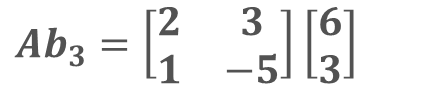 Ab₃ = [2 3] [6]
[1 −5] [3]